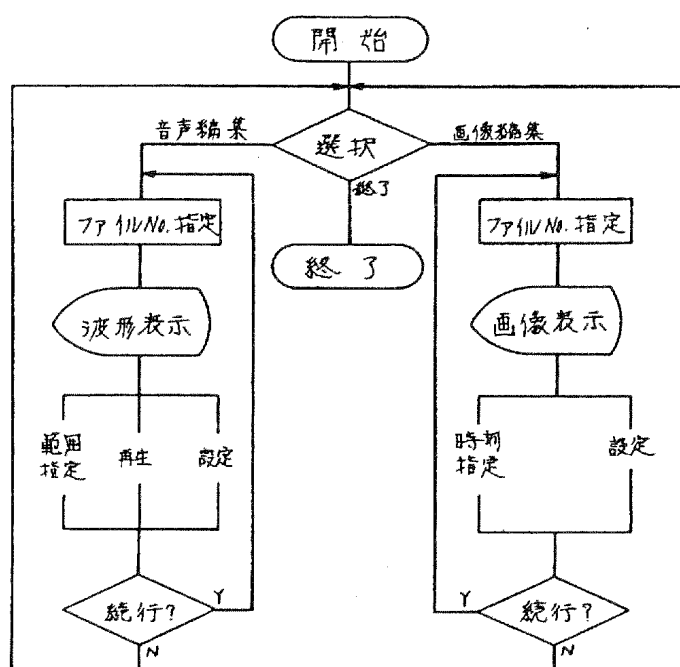 開始
音声編集
選択
画像編集
終了
ファイルNo.指定
ファイルNo.指定
終了
波形表示
画像表示
範囲
指定
再生
設定
時刻
指定
設定
続行?
Y
N
Y
続行?
N